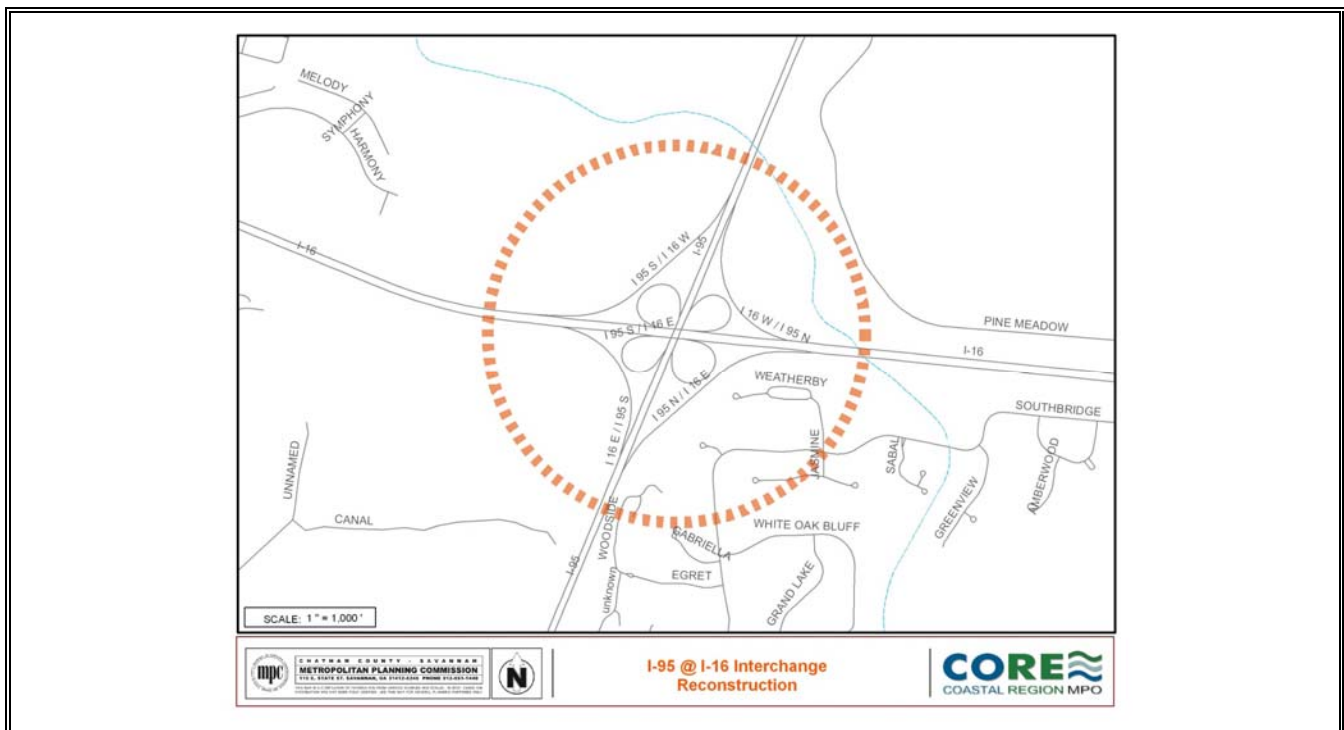 MELODY
SYMPHONY
HARMONY
I-16
I 95 S / I 16 W
I-95
I 95 S / I 16 E
I 16 W / I 95 N
PINE MEADOW
I-16
WEATHERBY
I 95 N / I 16 E
I 16 E / I 95 S
SOUTHBRIDGE
JASMINE
SABAL
AMBERWOOD
GREENVIEW
UNNAMED
CANAL
WOODSIDE
GABRIELLA
WHITE OAK BLUFF
I-95
unknown
EGRET
GRAND LAKE
SCALE: 1 " = 1,000 '
mpc
CHATHAM COUNTY - SAVANNAH
METROPOLITAN PLANNING COMMISSION
N
I-95 @ I-16 Interchange
Reconstruction
CORE
COASTAL REGION MPO